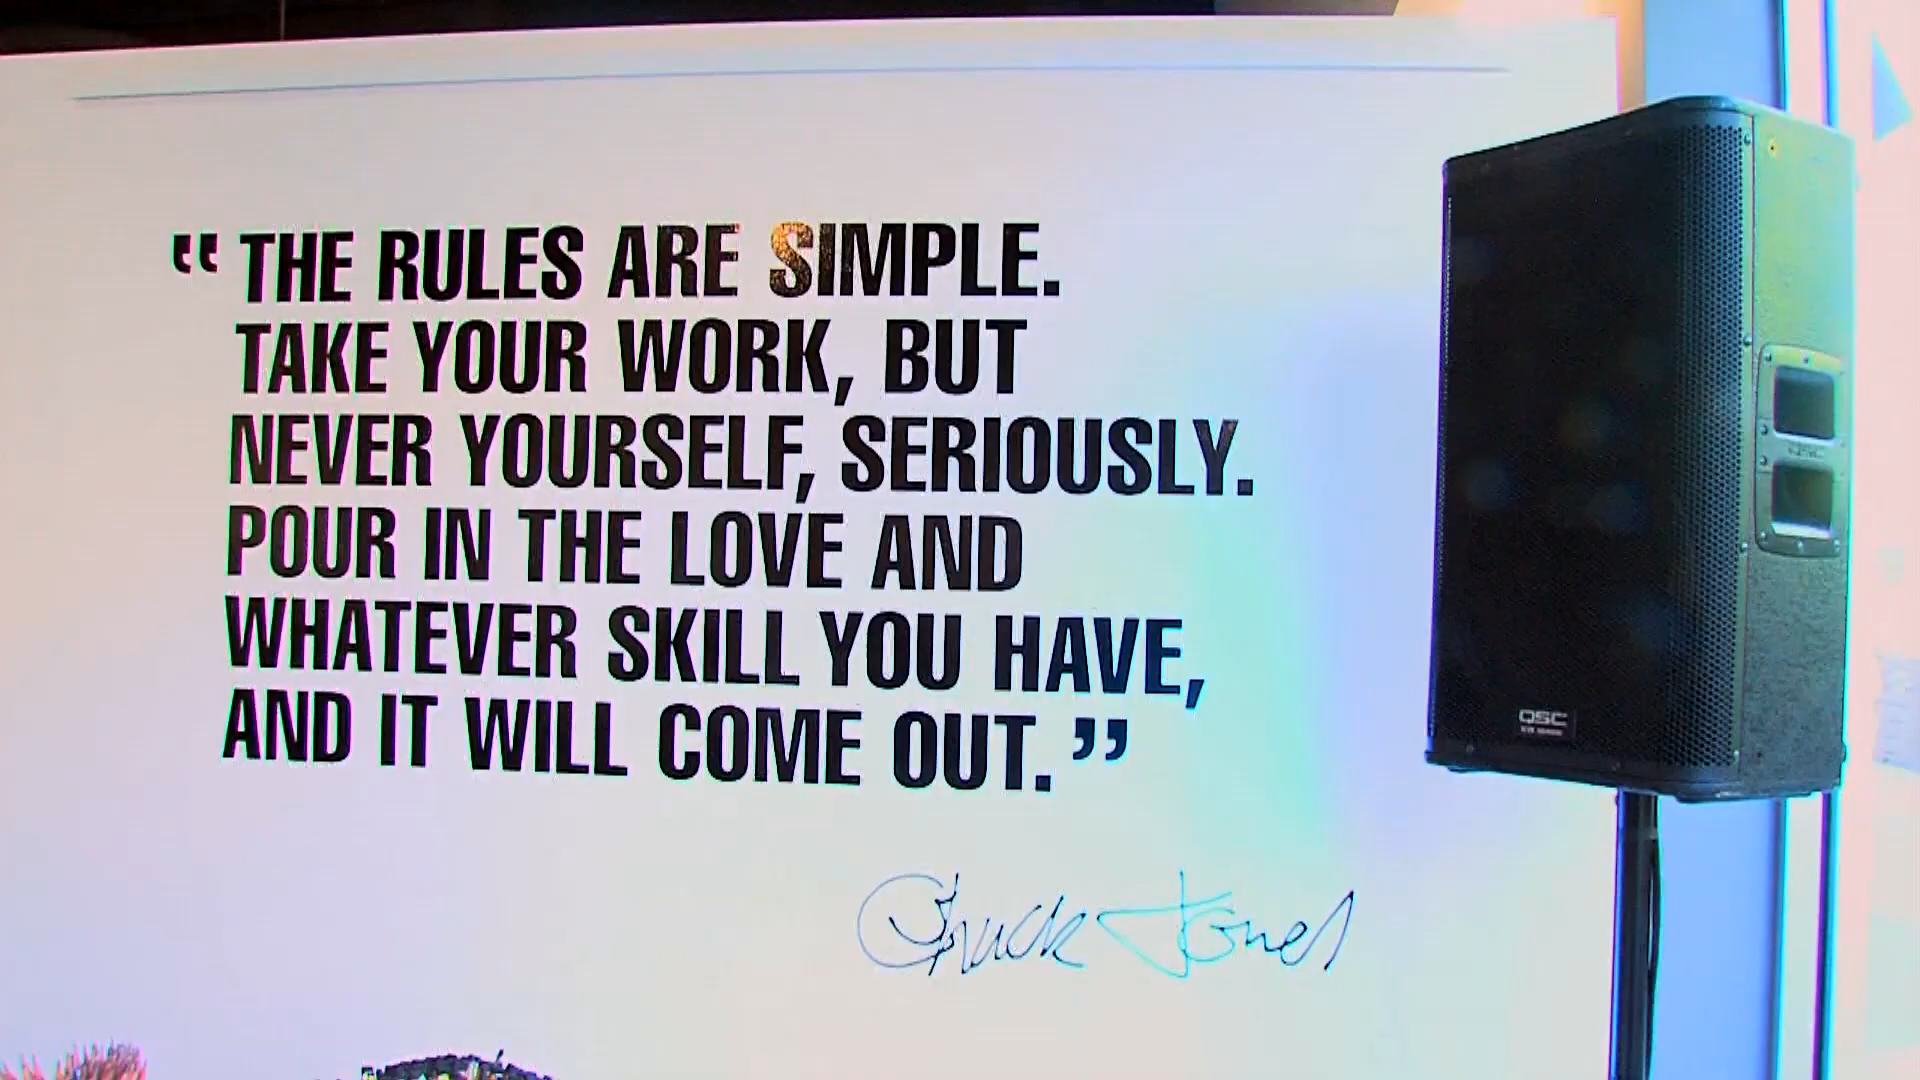 “ THE RULES ARE SIMPLE.
TAKE YOUR WORK, BUT
NEVER YOURSELF, SERIOUSLY.
POUR IN THE LOVE AND
WHATEVER SKILL YOU HAVE,
AND IT WILL COME OUT.”
Chuck Jones
QSC